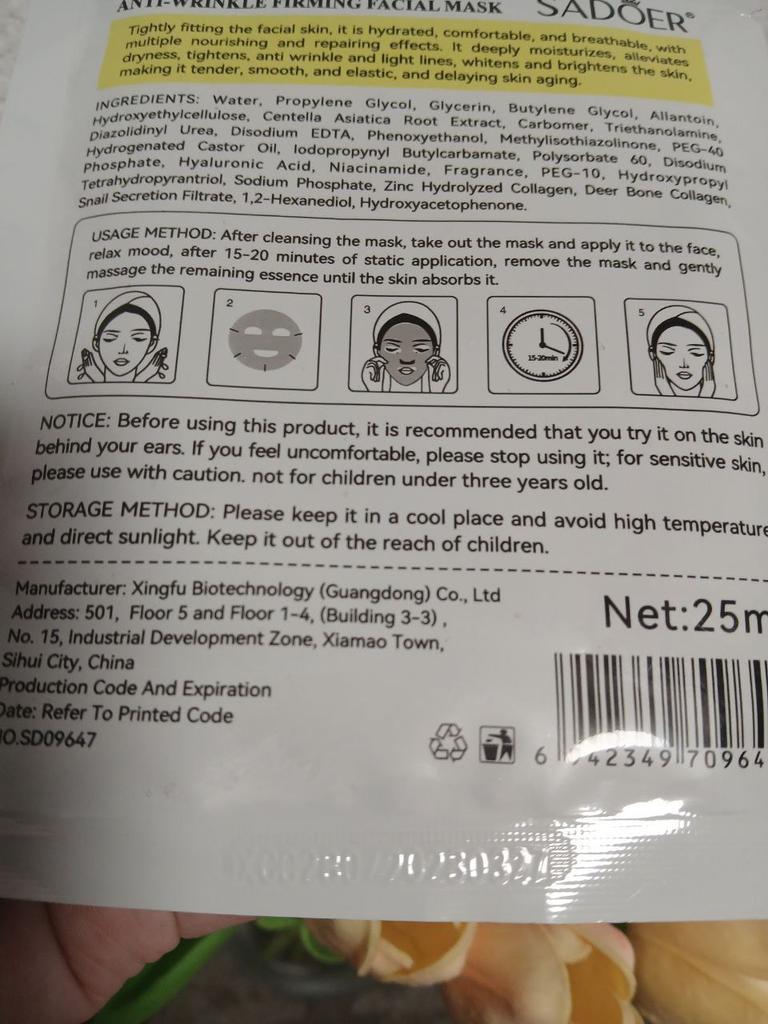 ANTI-WRINKLE FIRMING FACIAL MASK
SADOER®
Tightly fitting the facial skin, it is hydrated, comfortable, and breathable, with
multiple nourishing and repairing effects. It deeply moisturizes, alleviates
dryness, tightens, anti wrinkle and light lines, whitens and brightens the skin,
making it tender, smooth, and elastic, and delaying skin aging.
INGREDIENTS: Water, Propylene Glycol, Glycerin, Butylene Glycol, Allantoin,
Hydroxyethylcellulose, Centella Asiatica Root Extract, Carbomer, Triethanolamine,
Diazolidinyl Urea, Disodium EDTA, Phenoxyethanol, Methylisothiazolinone, PEG-40
Hydrogenated Castor Oil, Iodopropynyl Butylcarbamate, Polysorbate 60, Disodium
Phosphate, Hyaluronic Acid, Niacinamide, Fragrance, PEG-10, Hydroxypropyl
Tetrahydropyrantriol, Sodium Phosphate, Zinc Hydrolyzed Collagen, Deer Bone Collagen,
Snail Secretion Filtrate, 1,2-Hexanediol, Hydroxyacetophenone.
USAGE METHOD: After cleansing the mask, take out the mask and apply it to the face,
relax mood, after 15-20 minutes of static application, remove the mask and gently
massage the remaining essence until the skin absorbs it.
1
2
3
4
15-20min
5
NOTICE: Before using this product, it is recommended that you try it on the skin
behind your ears. If you feel uncomfortable, please stop using it; for sensitive skin,
please use with caution. not for children under three years old.
STORAGE METHOD: Please keep it in a cool place and avoid high temperature
and direct sunlight. Keep it out of the reach of children.
Manufacturer: Xingfu Biotechnology (Guangdong) Co., Ltd
Address: 501, Floor 5 and Floor 1-4, (Building 3-3) ,
No. 15, Industrial Development Zone, Xiamao Town,
Sihui City, China
Production Code And Expiration
Date: Refer To Printed Code
NO.SD09647
Net:25m
6 942349 70964